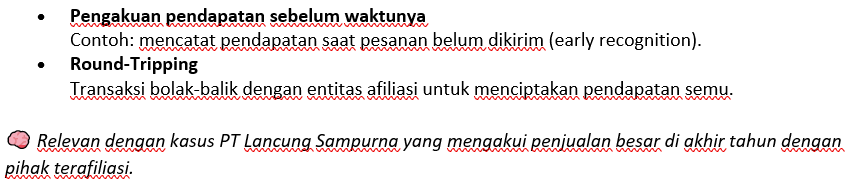 • Pengakuan pendapatan sebelum waktunya
Contoh: mencatat pendapatan saat pesanan belum dikirim (early recognition).
• Round-Tripping
Transaksi bolak-balik dengan entitas afiliasi untuk menciptakan pendapatan semu.
🧠 Relevan dengan kasus PT Lancung Sampurna yang mengakui penjualan besar di akhir tahun dengan
pihak terafiliasi.